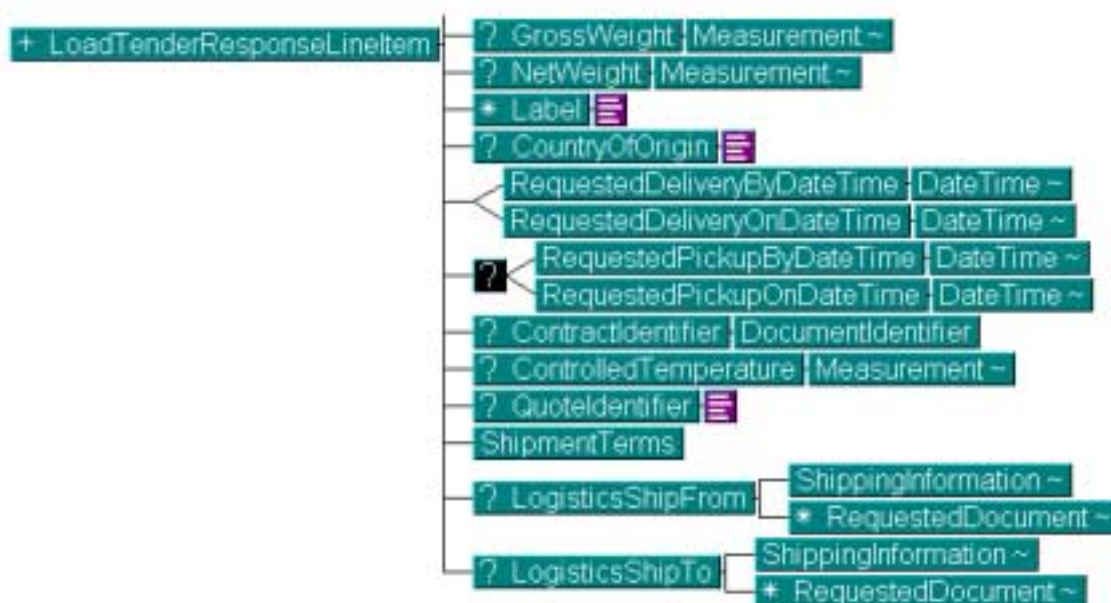 + LoadTenderResponseLineItem
? GrossWeight Measurement ~
? NetWeight Measurement ~
* Label
? CountryOfOrigin
RequestedDeliveryByDateTime DateTime ~
RequestedDeliveryOnDateTime DateTime ~
?
RequestedPickupByDateTime DateTime ~
RequestedPickupOnDateTime DateTime ~
? ContractIdentifier DocumentIdentifier
? ControlledTemperature Measurement ~
? QuoteIdentifier
ShipmentTerms
? LogisticsShipFrom
ShippingInformation ~
* RequestedDocument ~
? LogisticsShipTo
ShippingInformation ~
* RequestedDocument ~